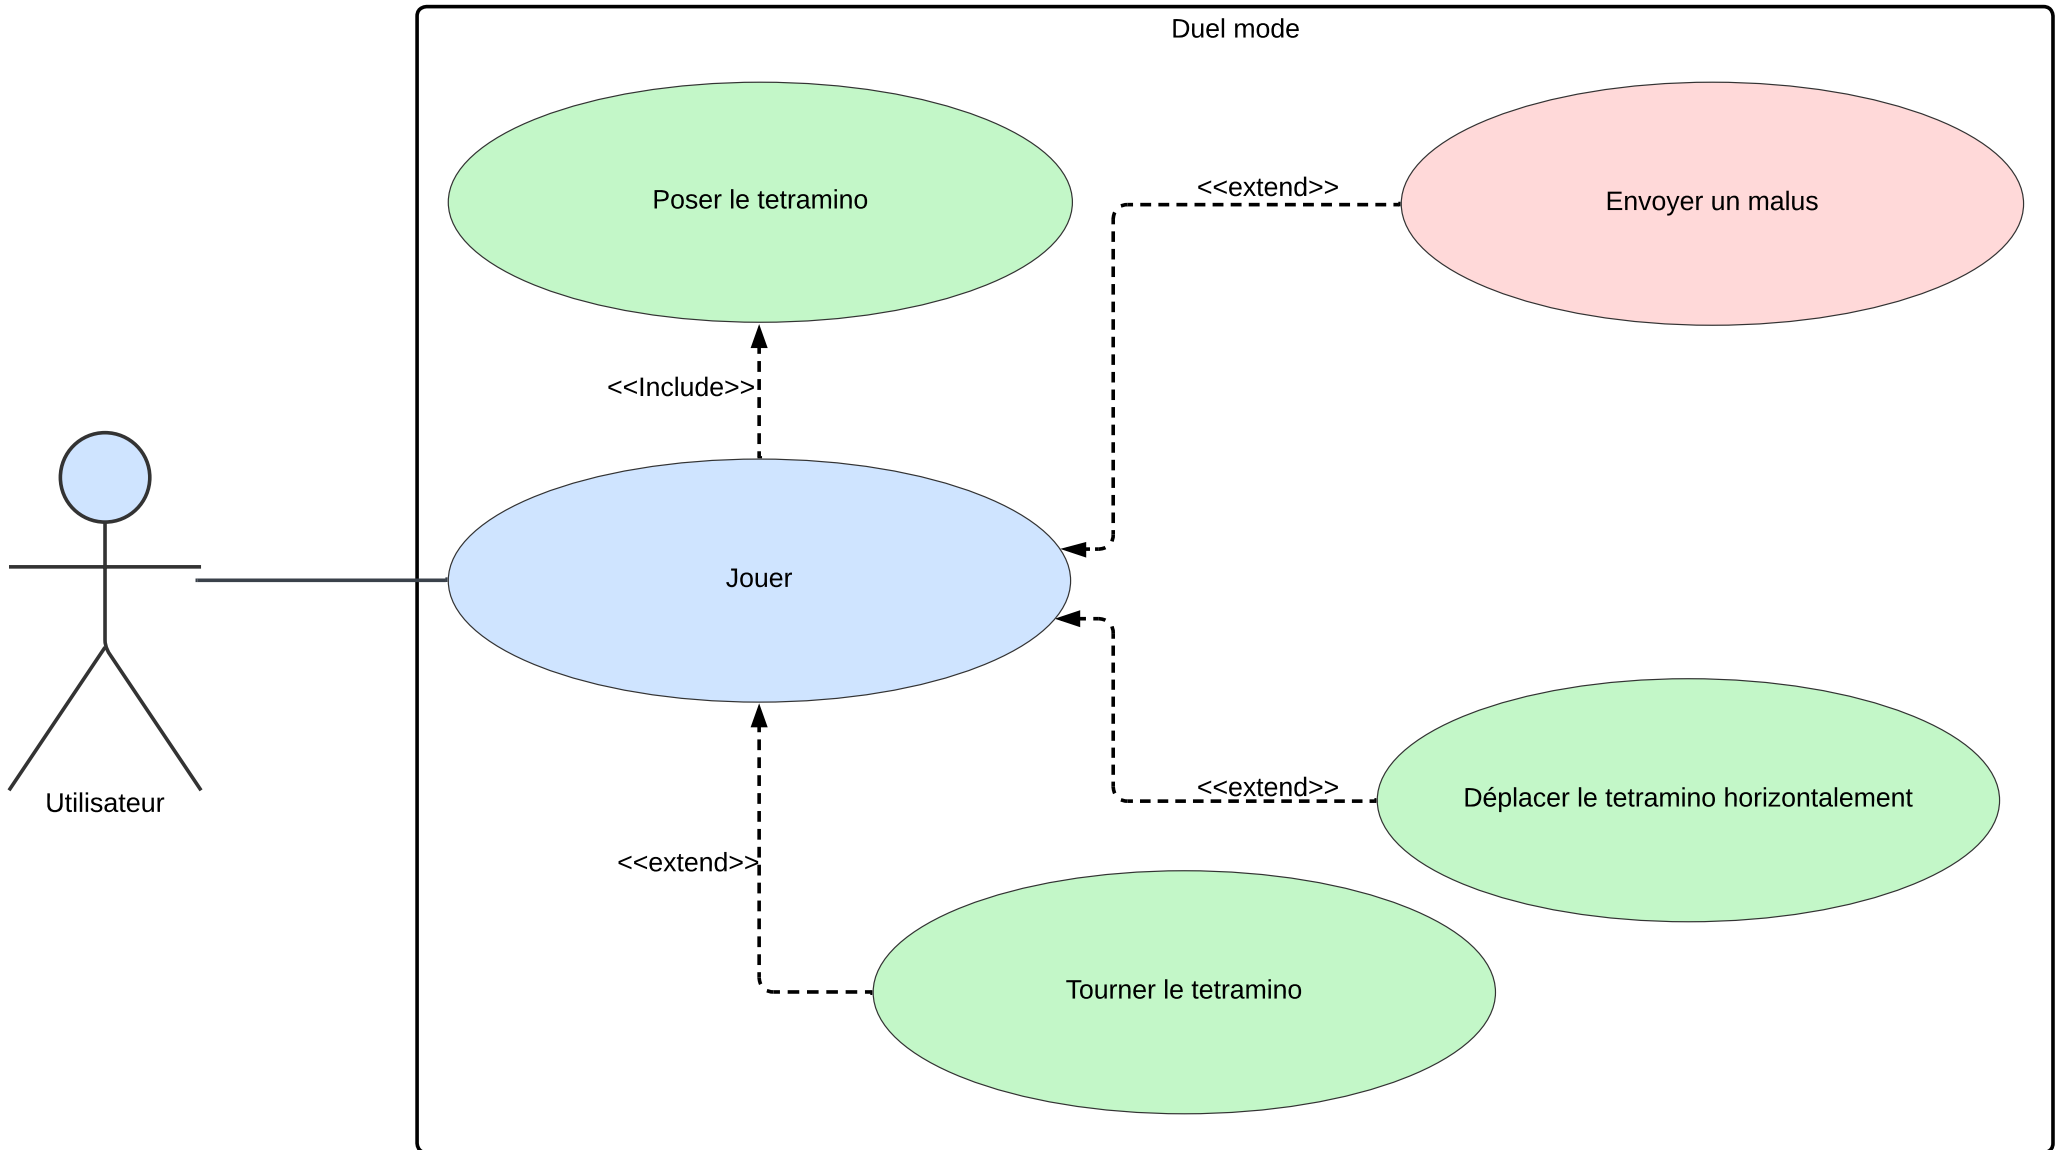 Duel mode
Poser le tetramino
<<extend>>
Envoyer un malus
<<Include>>
Jouer
Utilisateur
<<extend>>
Déplacer le tetramino horizontalement
<<extend>>
Tourner le tetramino